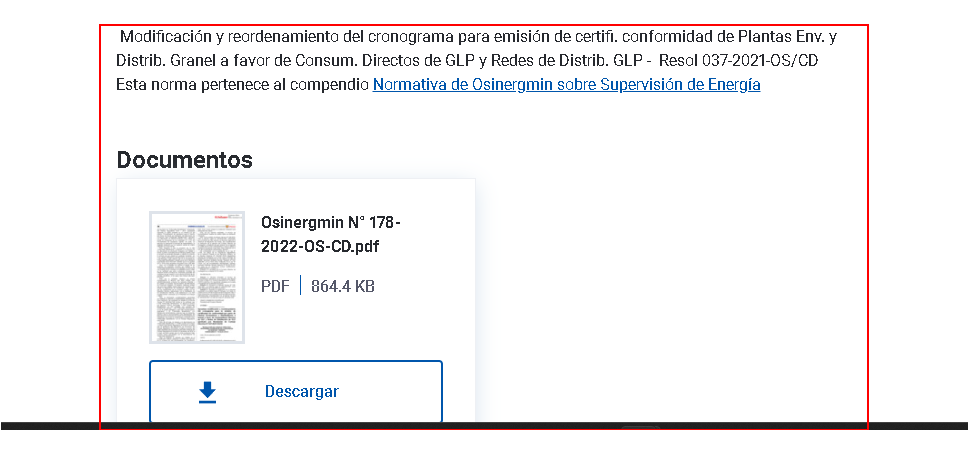 Modificación y reordenamiento del cronograma para emisión de certifi. conformidad de Plantas Env. y
Distrib. Granel a favor de Consum. Directos de GLP y Redes de Distrib. GLP - Resol 037-2021-OS/CD
Esta norma pertenece al compendio Normativa de Osinergmin sobre Supervisión de Energía
Documentos
Osinergmin N° 178-
2022-OS-CD.pdf
PDF | 864.4 KB
Descargar